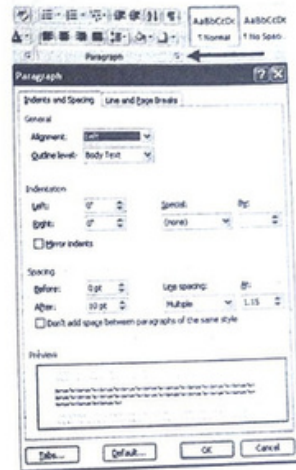 AaBbCcDc AaBbCcDc
¶ Normal ¶ No Spaci...
Paragraph
Paragraph
Indents and Spacing Line and Page Breaks
General
Alignment: Left
Outline level: Body Text
Indentation
Left: 0" Special: By:
Right: 0" (none)
Mirror indents
Spacing
Before: 0 pt Line spacing: At:
After: 10 pt Multiple 1.15
Don't add space between paragraphs of the same style
Preview
Tabs... Default... OK Cancel